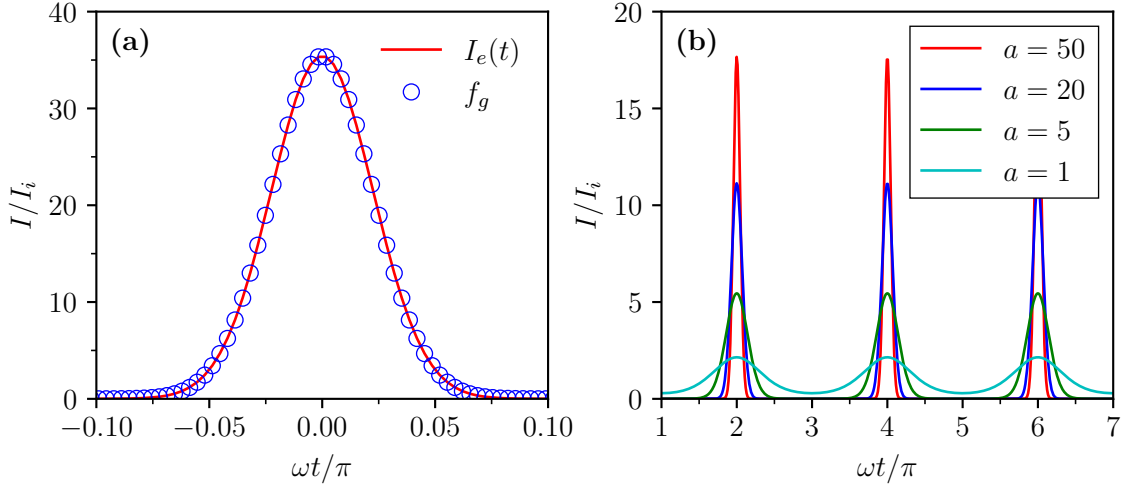 (a)
I_e(t)
f_g
I/I_i
40
30
20
10
0
−0.10
−0.05
0.00
0.05
0.10
ωt/π
(b)
a = 50
a = 20
a = 5
a = 1
I/I_i
20
15
10
5
0
1
2
3
4
5
6
7
ωt/π